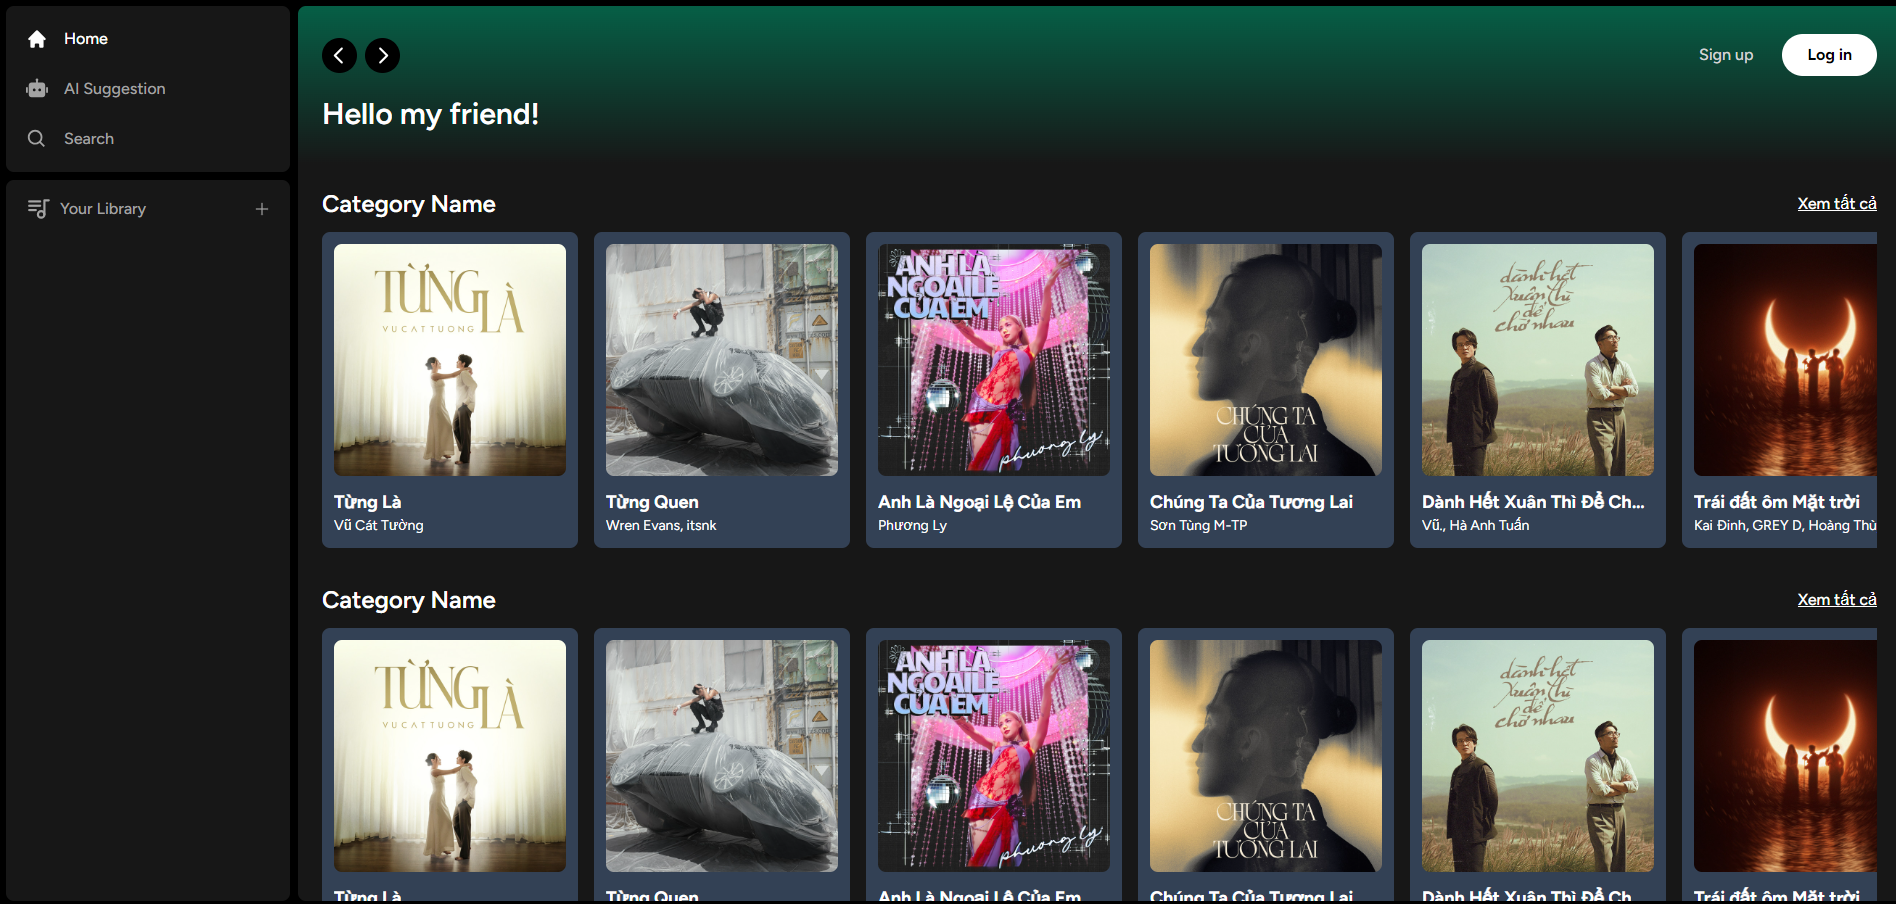 Home
AI Suggestion
Search
Your Library
Sign up
Log in
Hello my friend!
Category Name
Xem tất cả
TỪNG LÀ
VU CAT TUONG
ANH LÀ
NGOẠI LỆ
CỦA EM
phuong ly
CHÚNG TA
CỦA
TƯƠNG LAI
dành hết
xuân thì
để
chờ nhau
Từng Là
Vũ Cát Tường
Từng Quen
Wren Evans, itsnk
Anh Là Ngoại Lệ Của Em
Phương Ly
Chúng Ta Của Tương Lai
Sơn Tùng M-TP
Dành Hết Xuân Thì Để Ch...
Vũ., Hà Anh Tuấn
Trái đất ôm Mặt trời
Kai Đinh, GREY D, Hoàng Thù
Category Name
Xem tất cả
TỪNG LÀ
VU CAT TUONG
ANH LÀ
NGOẠI LỆ
CỦA EM
phuong ly
CHÚNG TA
CỦA
TƯƠNG LAI
dành hết
xuân thì
để
chờ nhau
Từng Là
Từng Quen
Anh Là Ngoại Lệ Của Em
Chúng Ta Của Tương Lai
Dành Hết Xuân Thì Để Ch...
Trái đất ôm Mặt trời